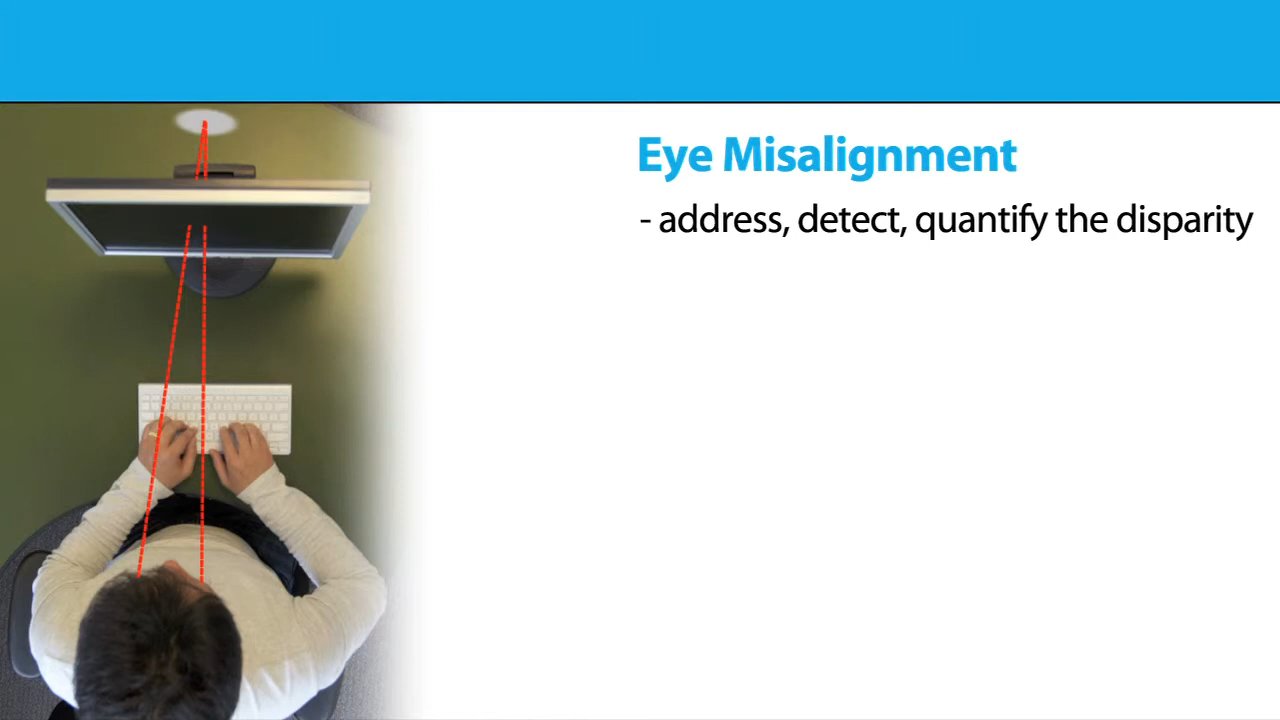 Eye Misalignment
- address, detect, quantify the disparity